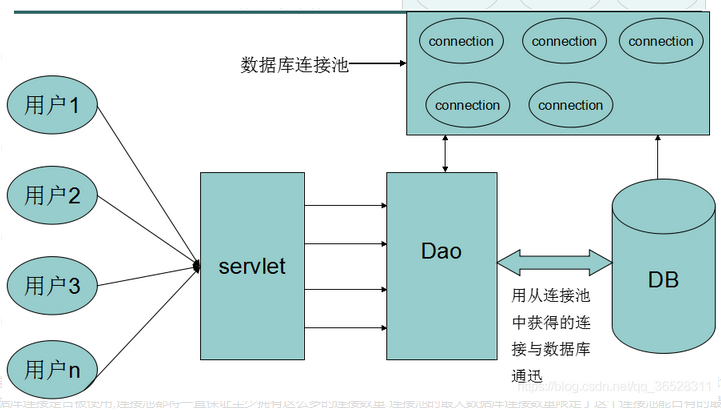 connection
connection
connection
数据库连接池
connection
connection
用户1
用户2
用户3
用户n
servlet
Dao
DB
用从连接池
中获得的连
接与数据库
通迅
https://blog.csdn.net/qq_36528311